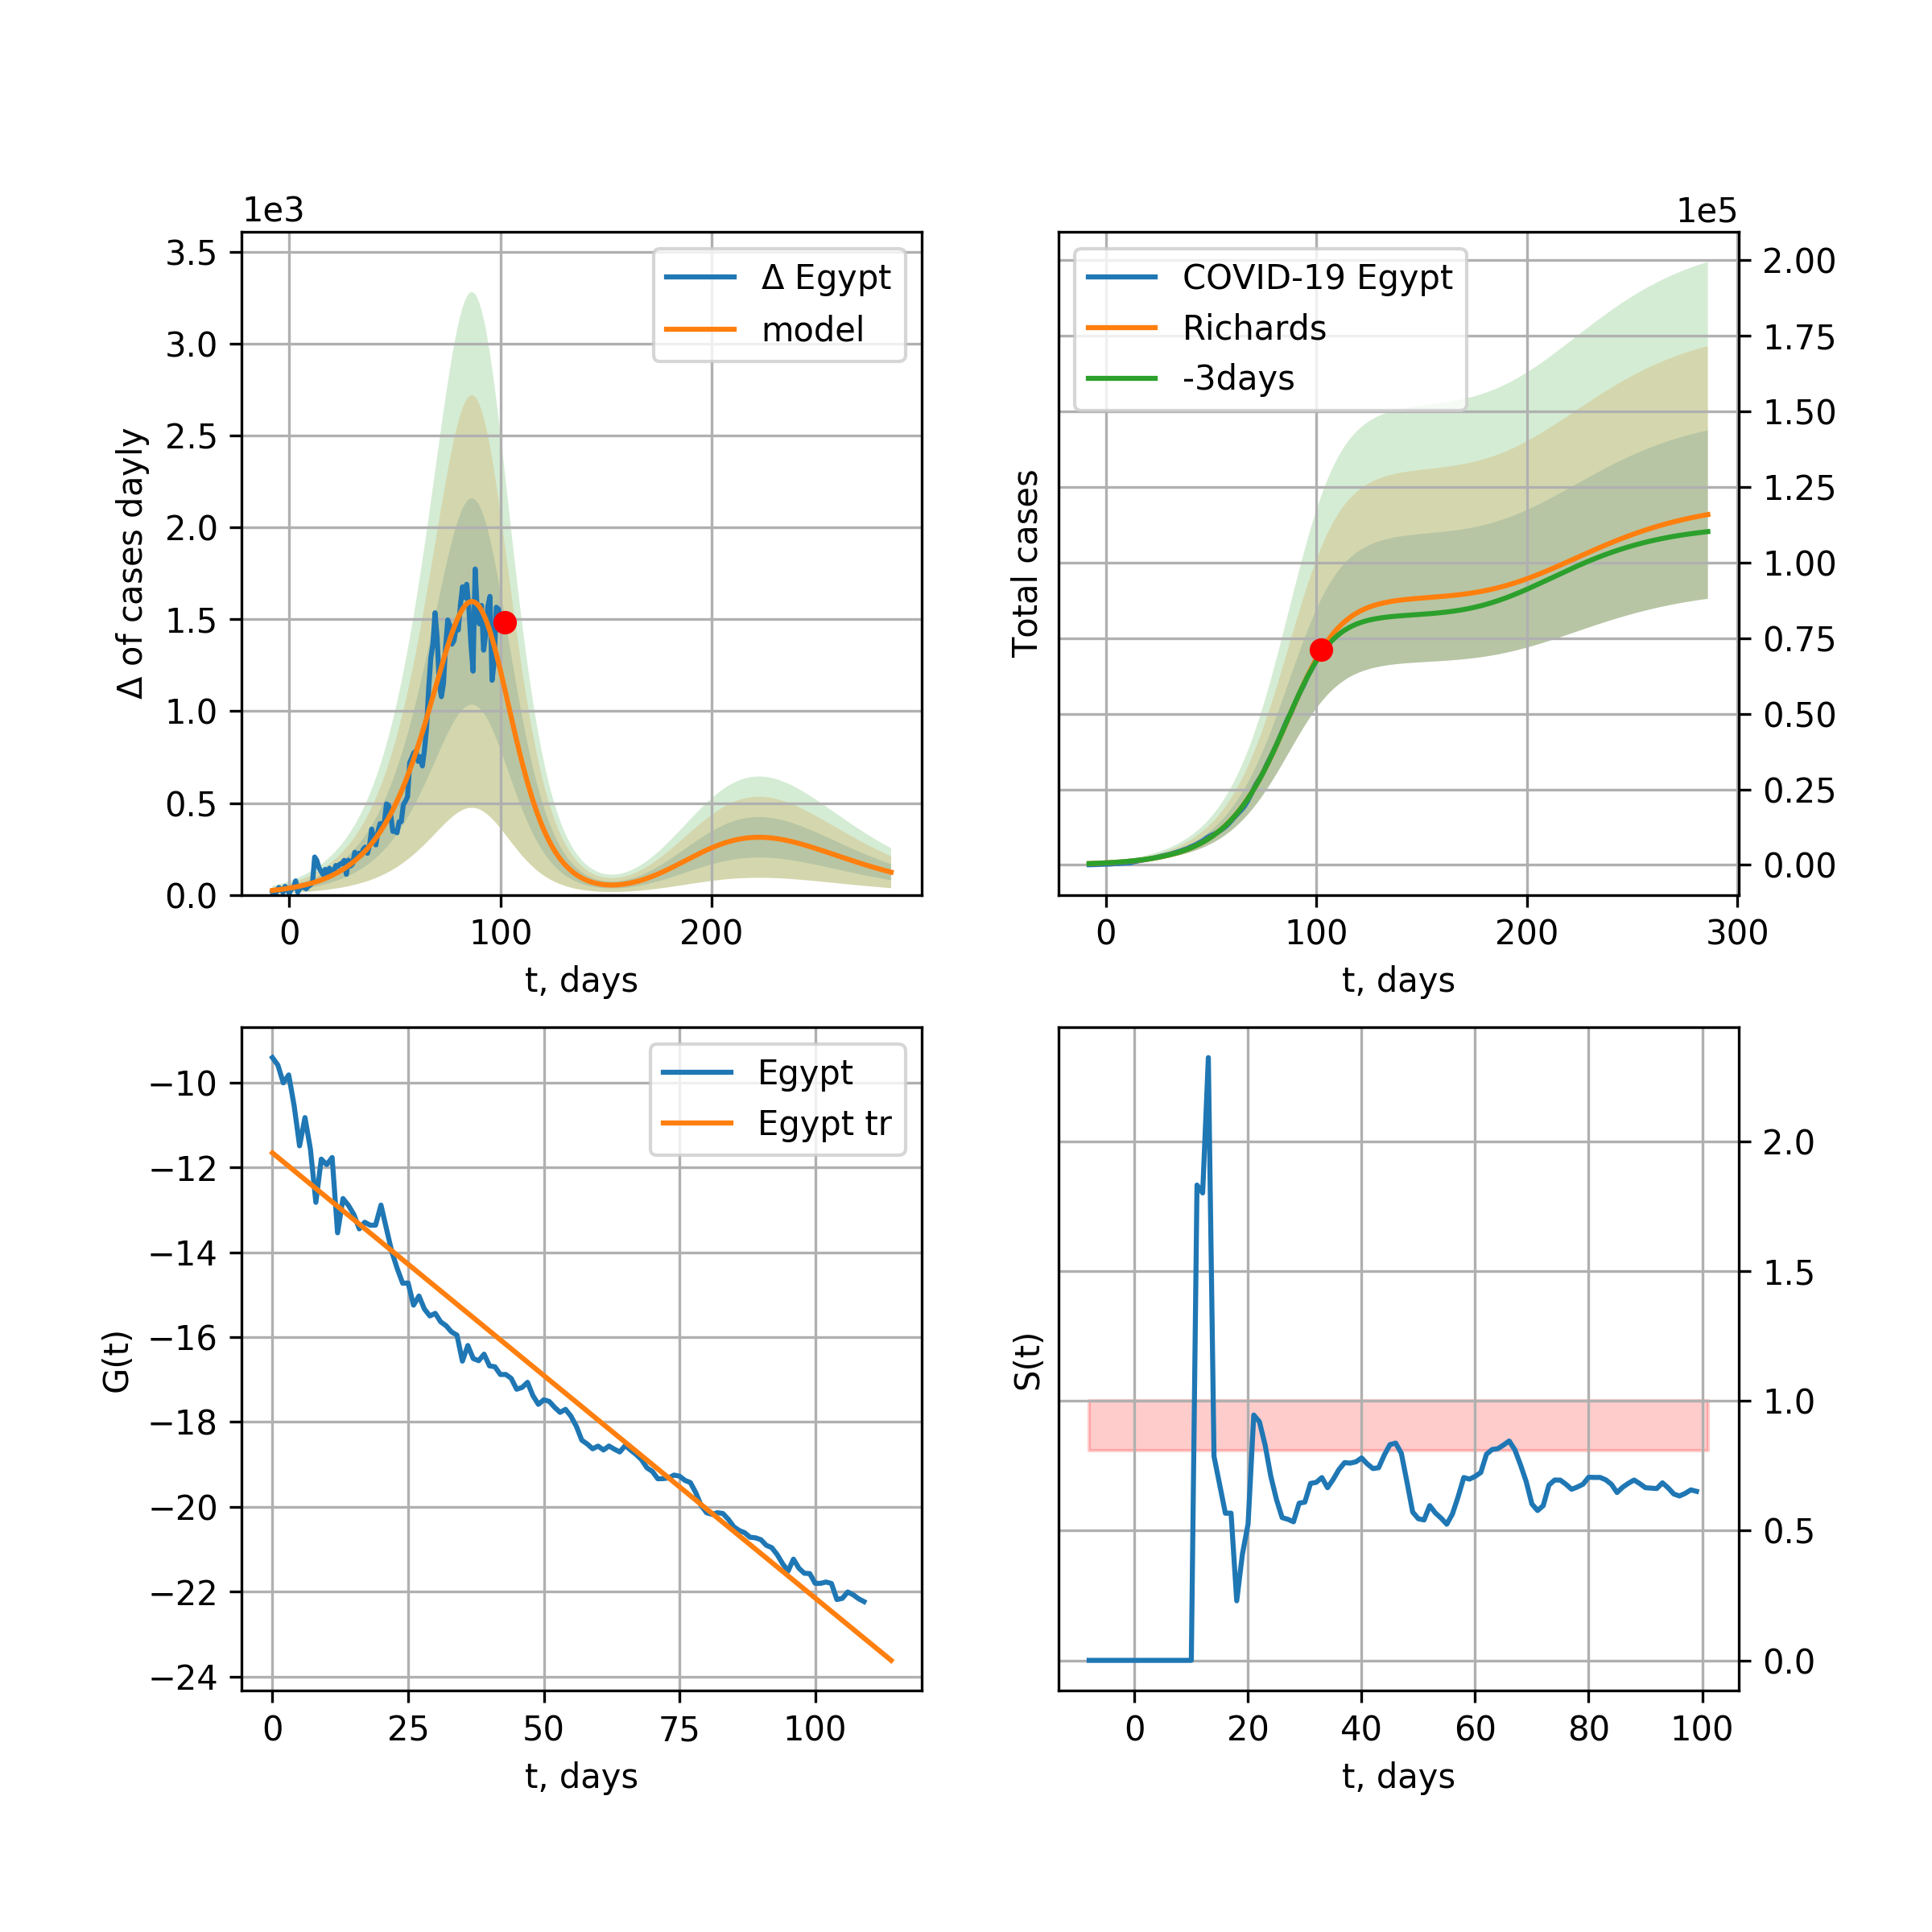 1e3
3.5
3.0
2.5
2.0
1.5
1.0
0.5
0.0
Δ of cases dayly
Δ Egypt
model
0 100 200
t, days
1e5
COVID-19 Egypt
Richards
-3days
Total cases
2.00
1.75
1.50
1.25
1.00
0.75
0.50
0.25
0.00
0 100 200 300
t, days
−10
−12
−14
−16
−18
−20
−22
−24
G(t)
Egypt
Egypt tr
0 25 50 75 100
t, days
S(t)
2.0
1.5
1.0
0.5
0.0
0 20 40 60 80 100
t, days